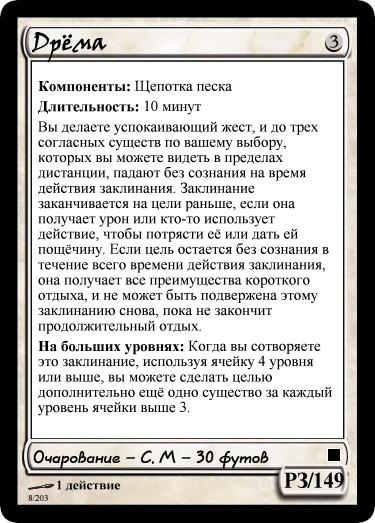 Дрёма
3
Компоненты: Щепотка песка
Длительность: 10 минут
Вы делаете успокаивающий жест, и до трех
согласных существ по вашему выбору,
которых вы можете видеть в пределах
дистанции, падают без сознания на время
действия заклинания. Заклинание
заканчивается на цели раньше, если она
получает урон или кто-то использует
действие, чтобы потрясти её или дать ей
пощёчину. Если цель остается без сознания в
течение всего времени действия заклинания,
она получает все преимущества короткого
отдыха, и не может быть подвержена этому
заклинанию снова, пока не закончит
продолжительный отдых.
На больших уровнях: Когда вы сотворяете
это заклинание, используя ячейку 4 уровня
или выше, вы можете сделать целью
дополнительно ещё одно существо за каждый
уровень ячейки выше 3.
Очарование – С, М – 30 футов
1 действие
РЗ/149
8/203